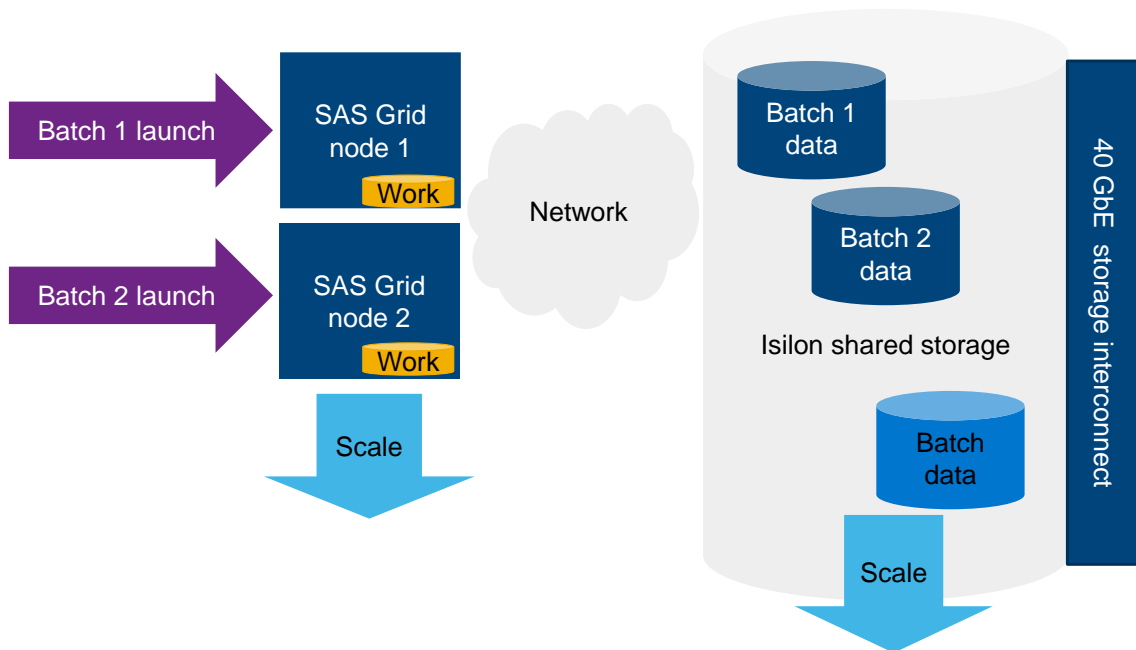 Batch 1 launch
SAS Grid
node 1
Work
Batch 2 launch
SAS Grid
node 2
Work
Scale
Network
Batch 1
data
Batch 2
data
Isilon shared storage
Batch
data
Scale
40 GbE storage interconnect